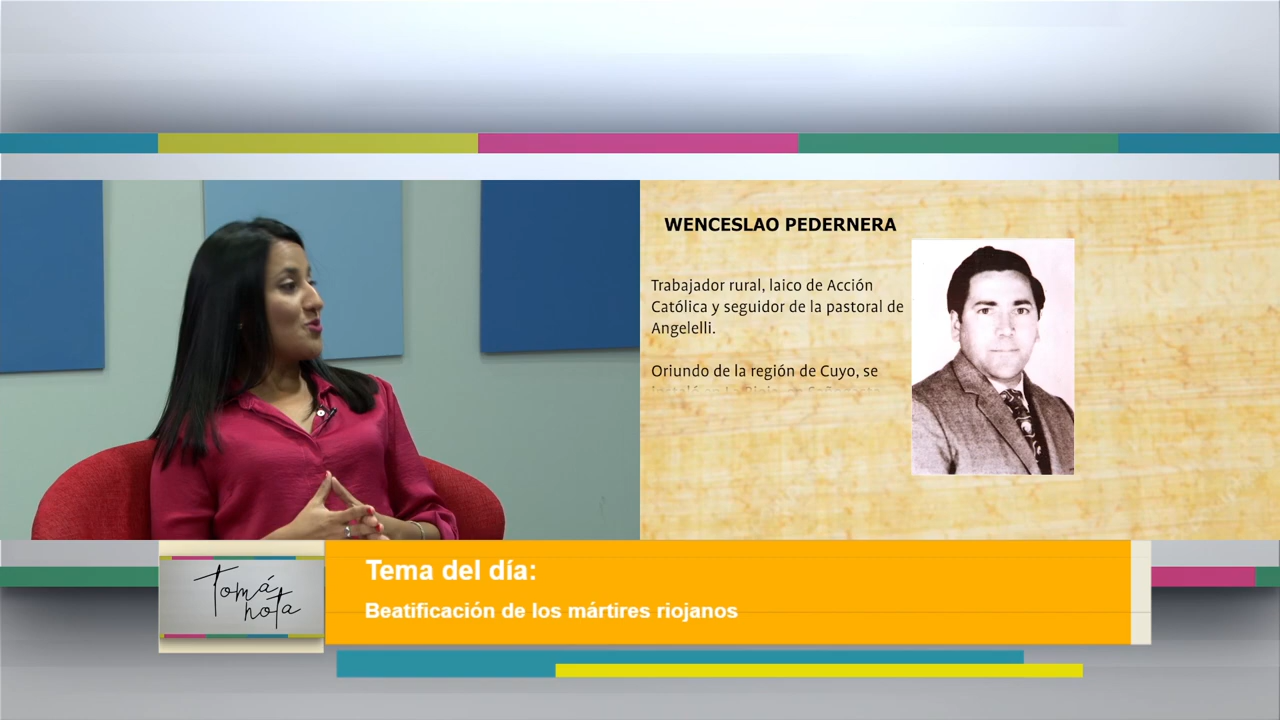 WENCESLAO PEDERNERA
Trabajador rural, laico de Acción
Católica y seguidor de la pastoral de
Angelelli.
Oriundo de la región de Cuyo, se
Tomá
nota
Tema del día:
Beatificación de los mártires riojanos